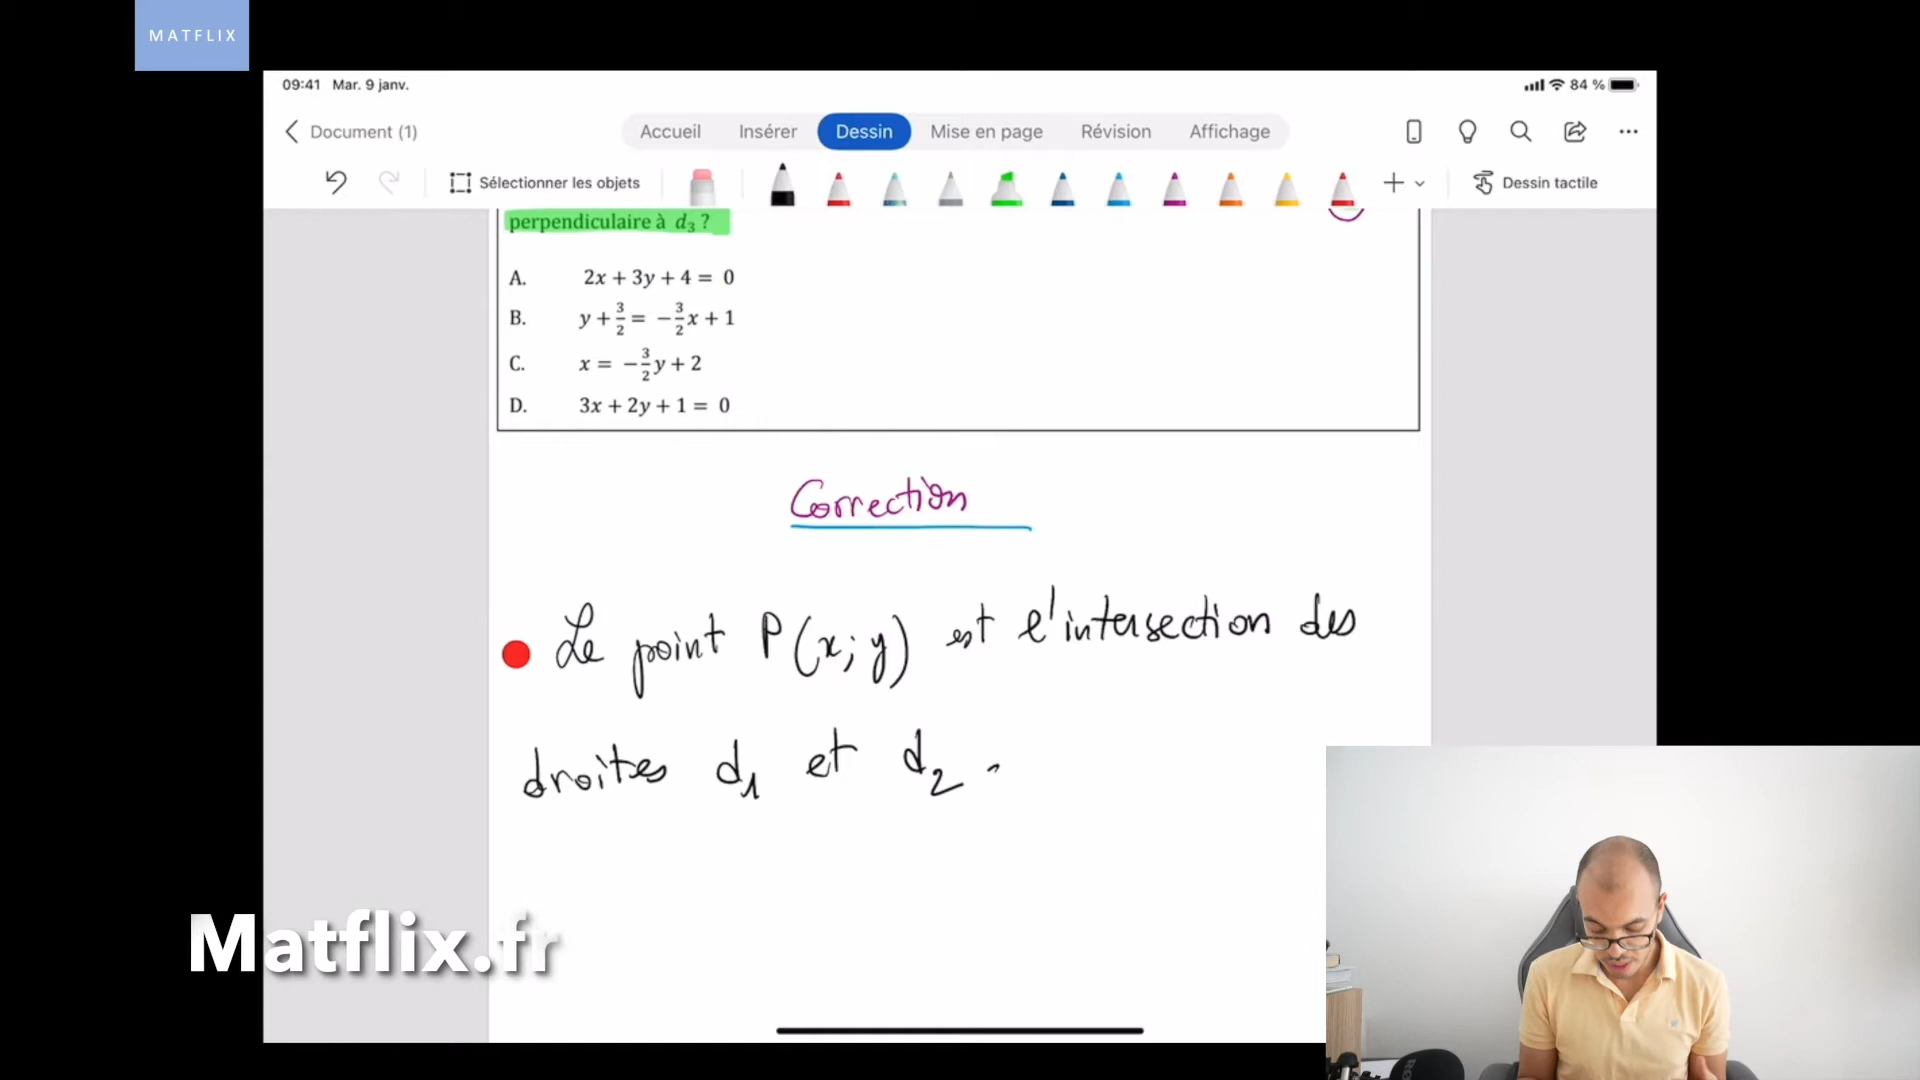 MATFLIX
09:41 Mar. 9 janv.
84 %
Document (1)
Accueil Insérer Dessin Mise en page Révision Affichage
Sélectionner les objets
Dessin tactile
perpendiculaire à d₃ ?
A. 2x + 3y + 4 = 0
B. y + 3/2 = −3/2 x + 1
C. x = −3/2 y + 2
D. 3x + 2y + 1 = 0
Correction
Le point P(x; y) est l'intersection des
droites d₁ et d₂.
Matflix.fr